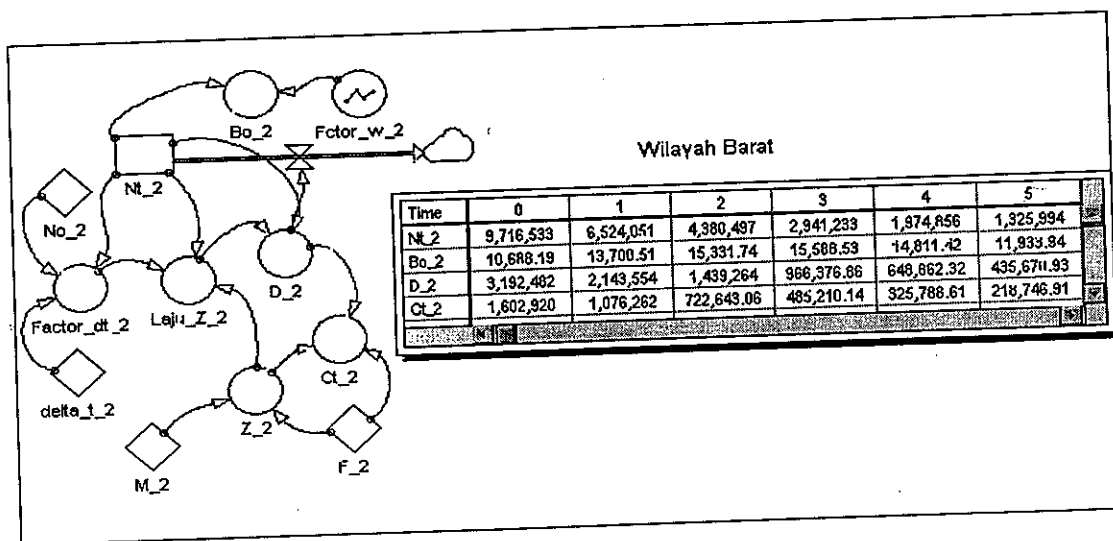 Bo_2 Fctor_w_2
Wilayah Barat
Nt_2
No_2
D_2
Factor_dt_2 Laju_Z_2
Ct_2
delta_t_2
Z_2
F_2
M_2
Time 0 1 2 3 4 5
Nt_2 9,716,533 6,524,051 4,380,497 2,941,233 1,974,856 1,325,994
Bo_2 10,688.19 13,700.51 15,331.74 15,588.53 14,811.42 11,933.94
D_2 3,192,482 2,143,554 1,439,264 966,376.86 648,862.32 435,670.93
Ct_2 1,602,920 1,076,262 722,643.06 485,210.14 325,788.61 218,746.91